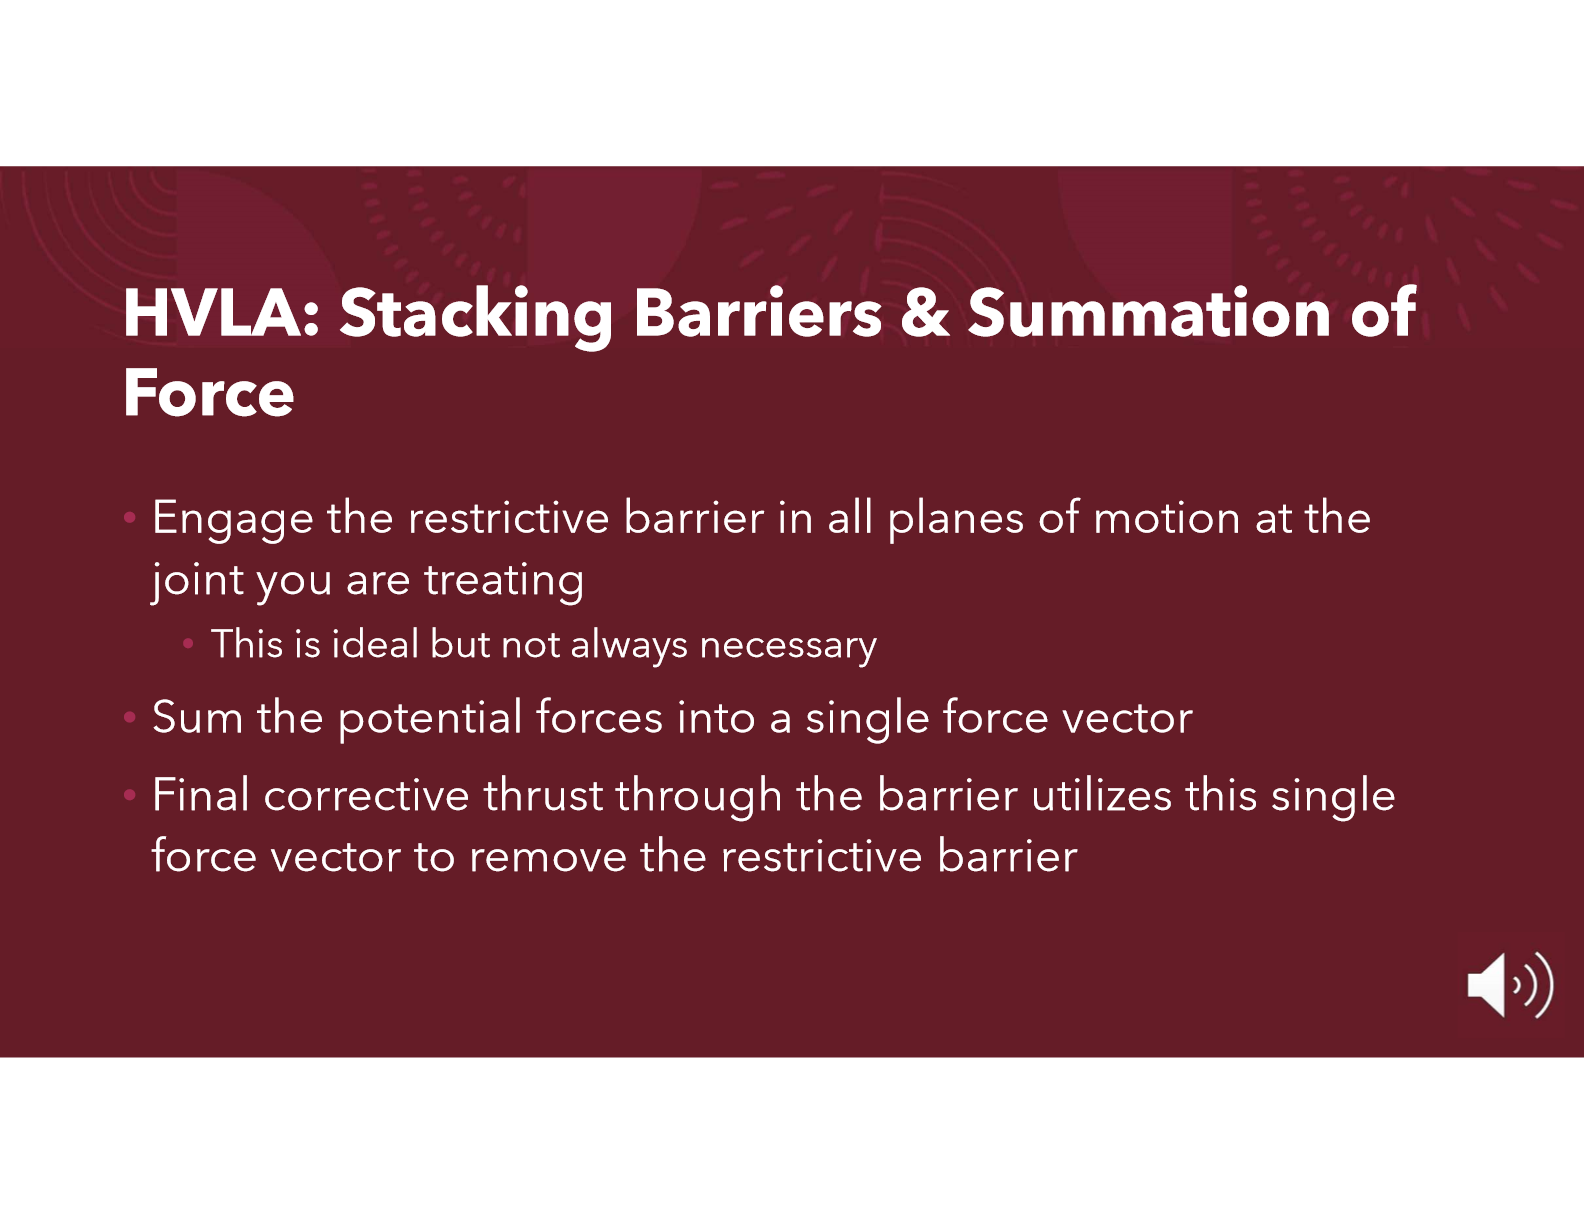 HVLA: Stacking Barriers & Summation of
Force
• Engage the restrictive barrier in all planes of motion at the
joint you are treating
• This is ideal but not always necessary
• Sum the potential forces into a single force vector
• Final corrective thrust through the barrier utilizes this single
force vector to remove the restrictive barrier